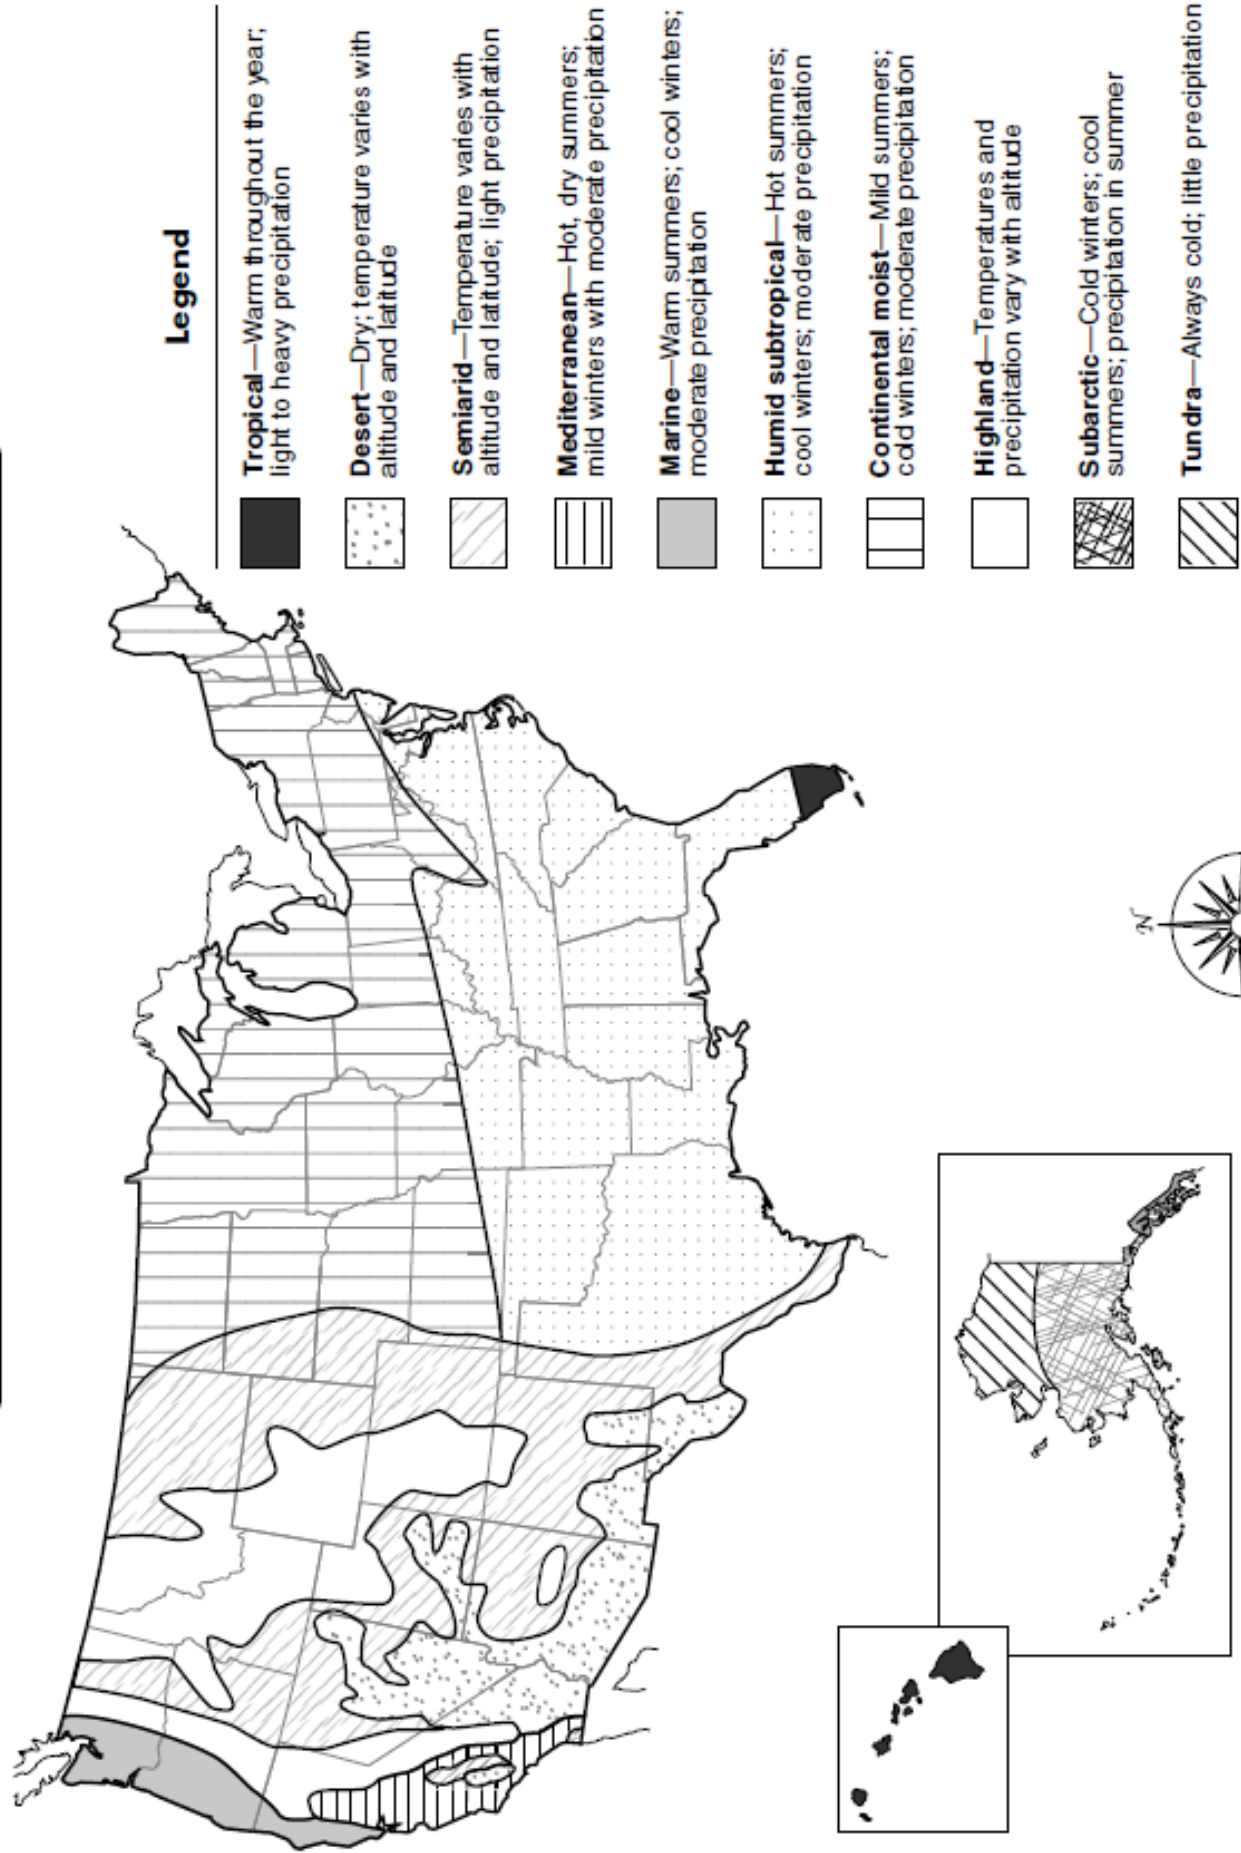 Legend
Tropical—Warm throughout the year;
light to heavy precipitation
Desert—Dry; temperature varies with
altitude and latitude
Semiarid—Temperature varies with
altitude and latitude; light precipitation
Mediterranean—Hot, dry summers;
mild winters with moderate precipitation
Marine—Warm summers; cool winters;
moderate precipitation
Humid subtropical—Hot summers;
cool winters; moderate precipitation
Continental moist—Mild summers;
cold winters; moderate precipitation
Highland—Temperatures and
precipitation vary with altitude
Subarctic—Cold winters; cool
summers; precipitation in summer
Tundra—Always cold; little precipitation
N